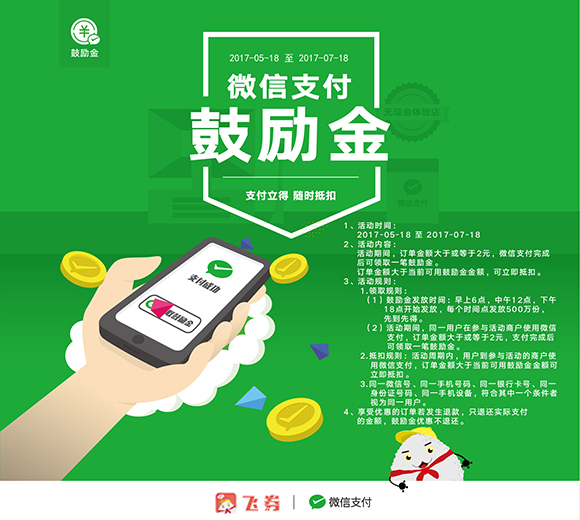 鼓励金
2017-05-18 至 2017-07-18
微信支付
鼓励金
无现金体验店
微信支付
支付立得 随时抵扣
1、活动时间：
2017-05-18 至 2017-07-18
2、活动内容：
活动期间，订单金额大于或等于2元，微信支付完成
后可领取一笔鼓励金。
订单金额大于当前可用鼓励金金额，可立即抵扣。
3、活动规则：
1.领取规则：
（1）鼓励金发放时间：早上6点，中午12点，下午
18点开始发放，每个时间点发放500万份，
先到先得。
（2）活动期间，同一用户在参与活动商户使用微信
支付，订单金额大于或等于2元，支付完成后
可领取一笔鼓励金。
2.抵扣规则：活动周期内，用户到参与活动的商户使
用微信支付，订单金额大于当前可用鼓励金金额可
立即抵扣。
3.同一微信号、同一手机号码、同一银行卡号、同一
身份证号码、同一手机设备，符合其中一个条件者
视为同一用户。
4、享受优惠的订单若发生退款，只退还实际支付
的金额，鼓励金优惠不退还。
支付成功
鼓励金
飞券
微信支付